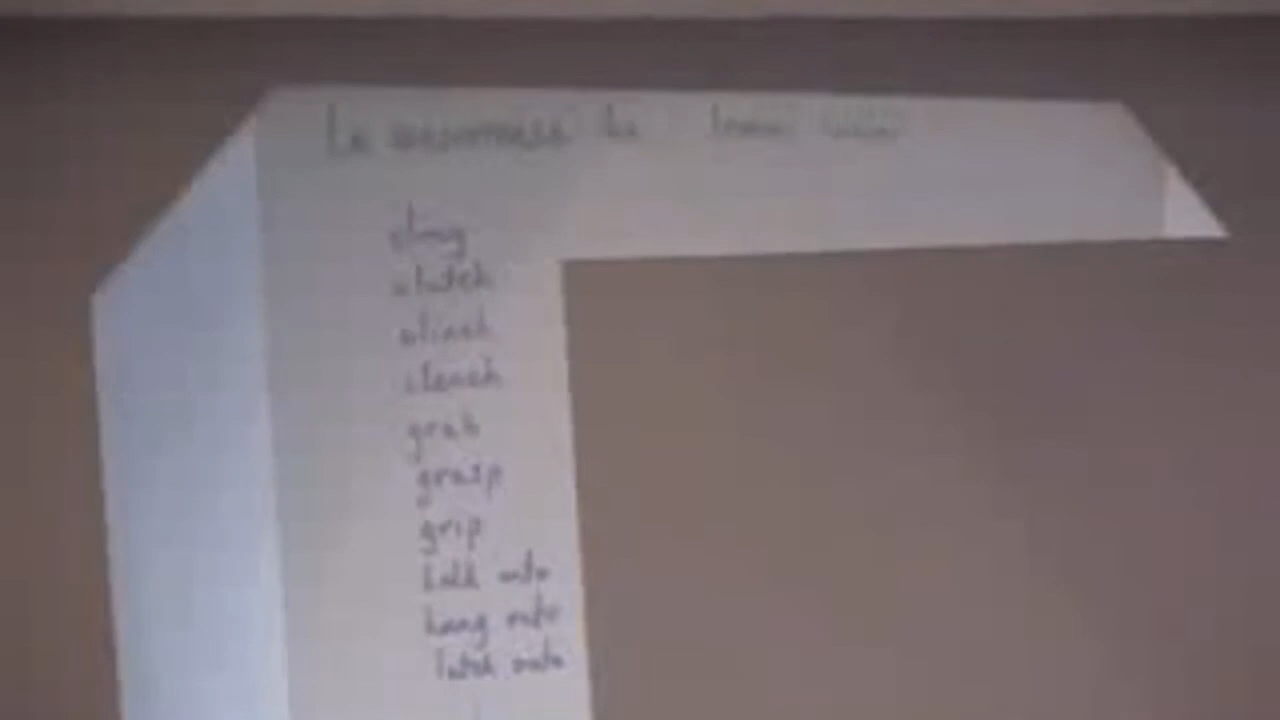 cling
clutch
clinch
clench
grab
grasp
grip
hold onto
hang onto
latch onto